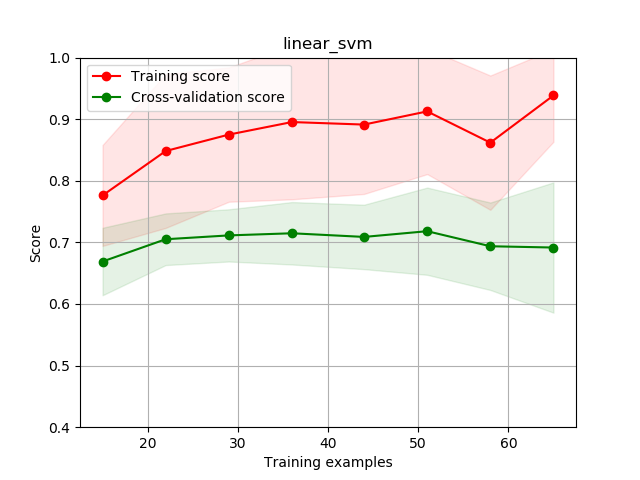 linear_svm
1.0
0.9
0.8
0.7
0.6
0.5
0.4
Score
Training score
Cross-validation score
20
30
40
50
60
Training examples